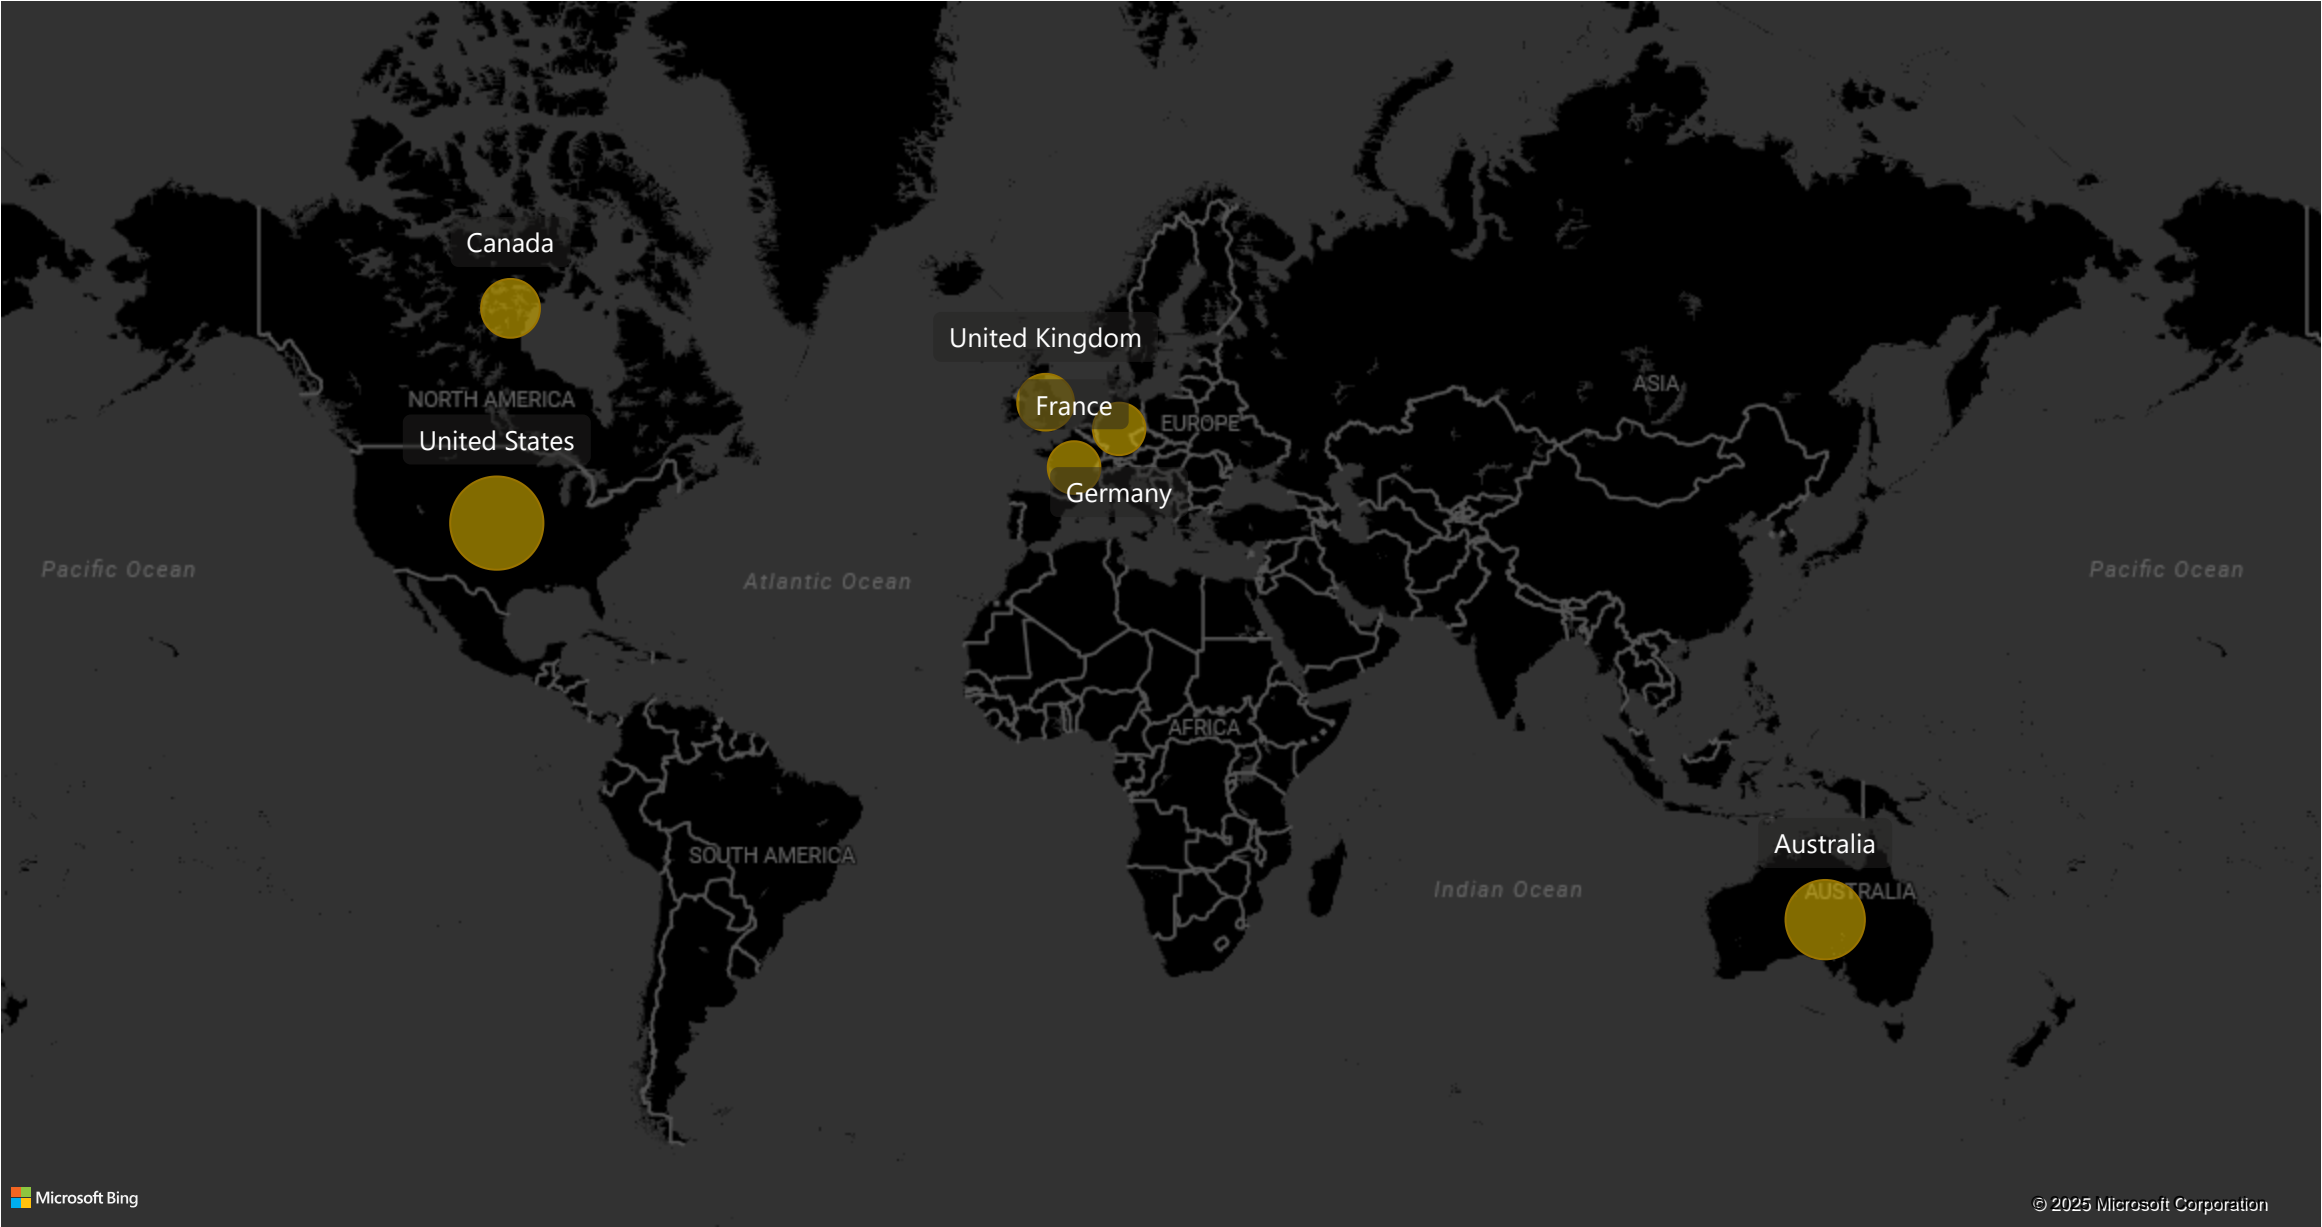 Canada
United Kingdom
ASIA
NORTH AMERICA
France
EUROPE
United States
Germany
Pacific Ocean
Atlantic Ocean
Pacific Ocean
AFRICA
Australia
SOUTH AMERICA
Indian Ocean
AUSTRALIA
Microsoft Bing
© 2025 Microsoft Corporation